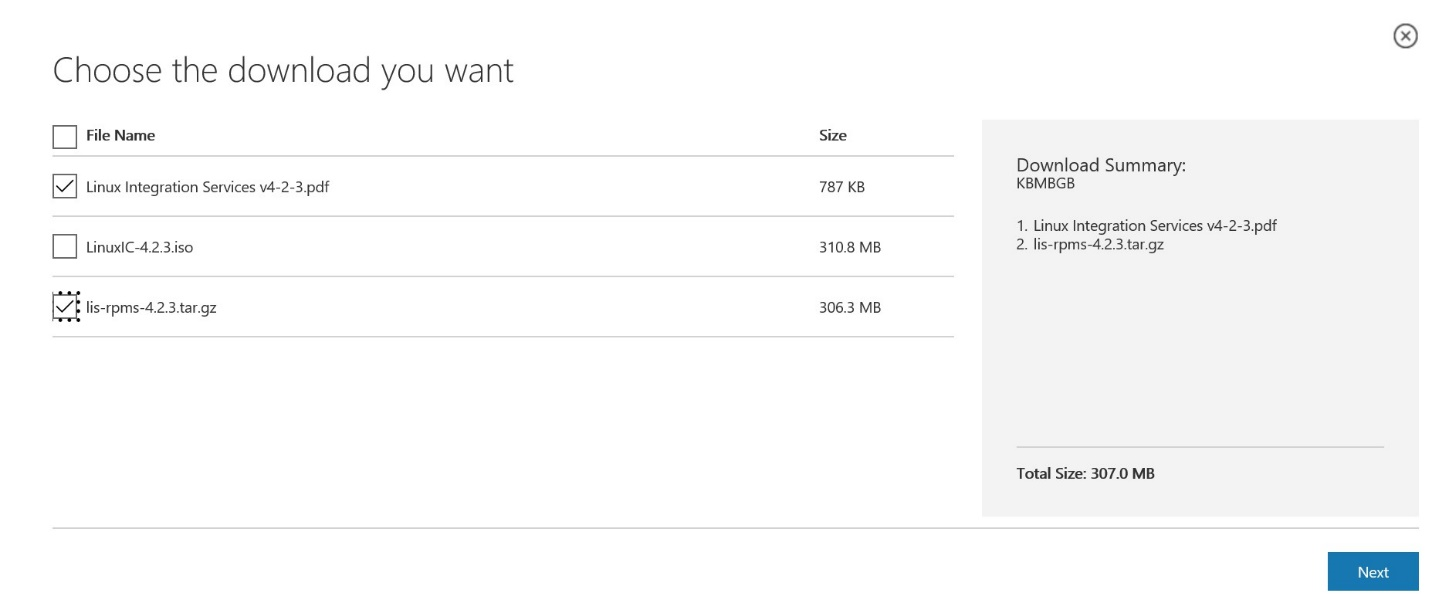 Choose the download you want
File Name Size
Linux Integration Services v4-2-3.pdf 787 KB
LinuxIC-4.2.3.iso 310.8 MB
lis-rpms-4.2.3.tar.gz 306.3 MB
Download Summary:
KBMBGB
1. Linux Integration Services v4-2-3.pdf
2. lis-rpms-4.2.3.tar.gz
Total Size: 307.0 MB
Next